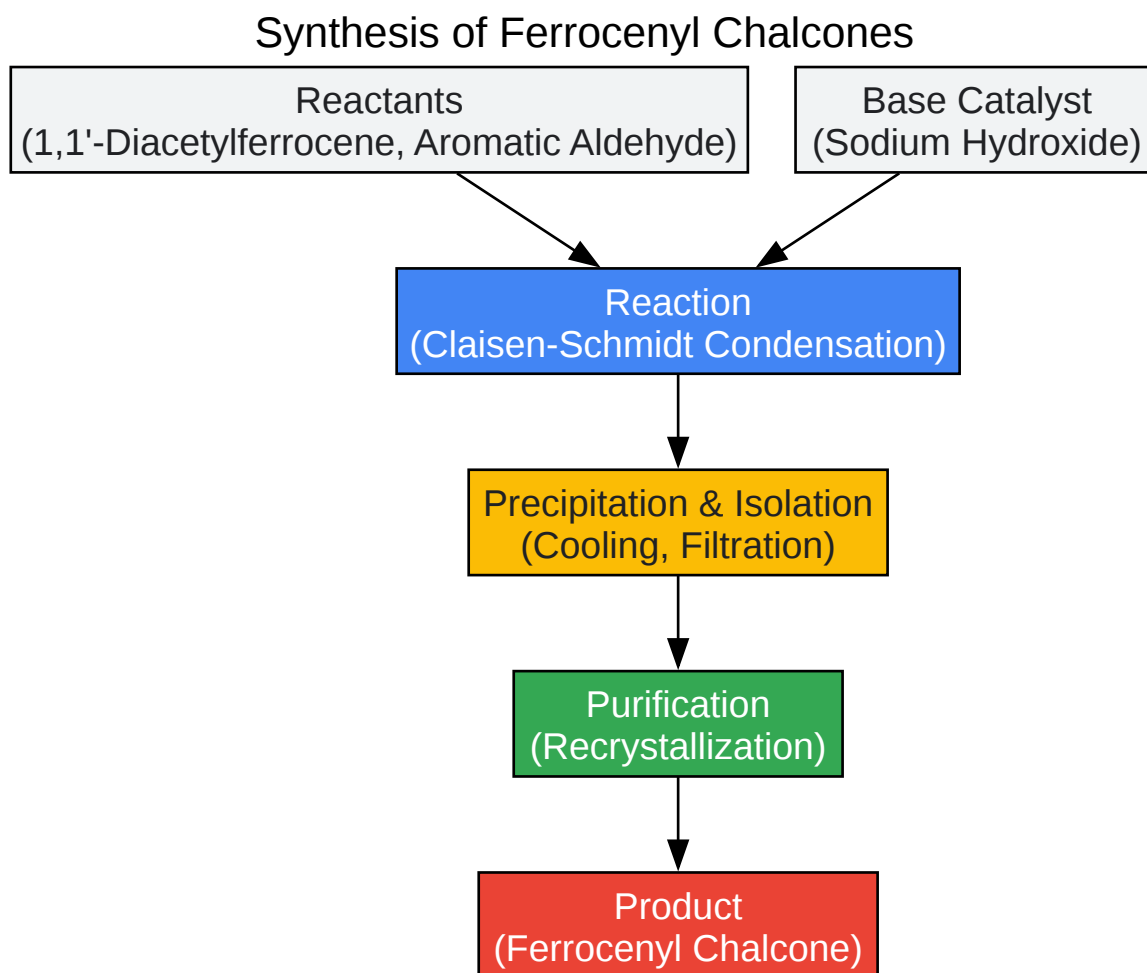 Synthesis of Ferrocenyl Chalcones
Reactants
(1,1'-Diacetylferrocene, Aromatic Aldehyde)
Base Catalyst
(Sodium Hydroxide)
Reaction
(Claisen-Schmidt Condensation)
Precipitation & Isolation
(Cooling, Filtration)
Purification
(Recrystallization)
Product
(Ferrocenyl Chalcone)